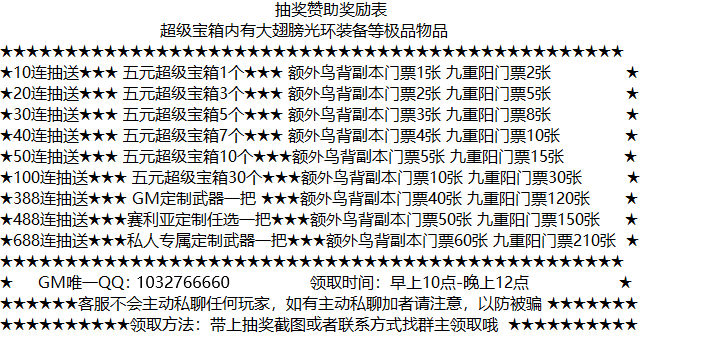 抽奖赞助奖励表
超级宝箱内有大翅膀光环装备等极品物品
★★★★★★★★★★★★★★★★★★★★★★★★★★★★★★★★★★★★★★★★★★★★★★★★
★10连抽送★★★ 五元超级宝箱1个★★★ 额外鸟背副本门票1张 九重阳门票2张 ★
★20连抽送★★★ 五元超级宝箱3个★★★ 额外鸟背副本门票2张 九重阳门票5张 ★
★30连抽送★★★ 五元超级宝箱5个★★★ 额外鸟背副本门票3张 九重阳门票8张 ★
★40连抽送★★★ 五元超级宝箱7个★★★ 额外鸟背副本门票4张 九重阳门票10张 ★
★50连抽送★★★ 五元超级宝箱10个★★★额外鸟背副本门票5张 九重阳门票15张 ★
★100连抽送★★★ 五元超级宝箱30个★★★额外鸟背副本门票10张 九重阳门票30张 ★
★388连抽送★★★ GM定制武器一把 ★★★额外鸟背副本门票40张 九重阳门票120张 ★
★488连抽送★★★赛利亚定制任选一把★★★额外鸟背副本门票50张 九重阳门票150张 ★
★688连抽送★★★私人专属定制武器一把★★★额外鸟背副本门票60张 九重阳门票210张 ★
★★★★★★★★★★★★★★★★★★★★★★★★★★★★★★★★★★★★★★★★★★★★★★★★
★ GM唯一QQ：1032766660 领取时间：早上10点-晚上12点 ★
★★★★★★客服不会主动私聊任何玩家，如有主动私聊加者请注意，以防被骗 ★★★★★★★
★★★★★★★★★★领取方法：带上抽奖截图或者联系方式找群主领取哦 ★★★★★★★★★★